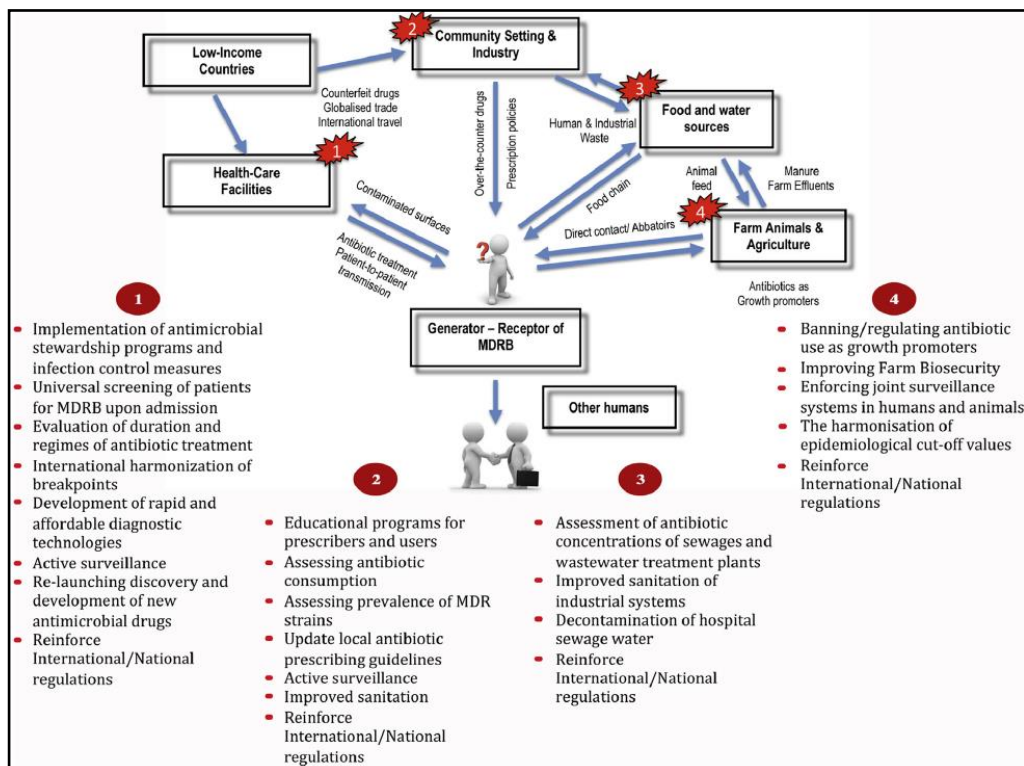 Low-Income
Countries
2
Community Setting &
Industry
Counterfeit drugs
Globalised trade
International travel
1
Health-Care
Facilities
Over-the-counter drugs
Prescription policies
Human & Industrial
Waste
3
Food and water
sources
Contaminated surfaces
Antibiotic treatment
Patient-to-patient
transmission
Food chain
Animal
feed
Manure
Farm Effluents
4
Farm Animals &
Agriculture
Direct contact/ Abbatoirs
Antibiotics as
Growth promoters
?
Generator – Receptor of
MDRB
Other humans
1
Implementation of antimicrobial
stewardship programs and
infection control measures
Universal screening of patients
for MDRB upon admission
Evaluation of duration and
regimes of antibiotic treatment
International harmonization of
breakpoints
Development of rapid and
affordable diagnostic
technologies
Active surveillance
Re-launching discovery and
development of new
antimicrobial drugs
Reinforce
International/National
regulations
2
Educational programs for
prescribers and users
Assessing antibiotic
consumption
Assessing prevalence of MDR
strains
Update local antibiotic
prescribing guidelines
Active surveillance
Improved sanitation
Reinforce
International/National
regulations
3
Assessment of antibiotic
concentrations of sewages and
wastewater treatment plants
Improved sanitation of
industrial systems
Decontamination of hospital
sewage water
Reinforce
International/National
regulations
4
Banning/regulating antibiotic
use as growth promoters
Improving Farm Biosecurity
Enforcing joint surveillance
systems in humans and animals
The harmonisation of
epidemiological cut-off values
Reinforce
International/National
regulations